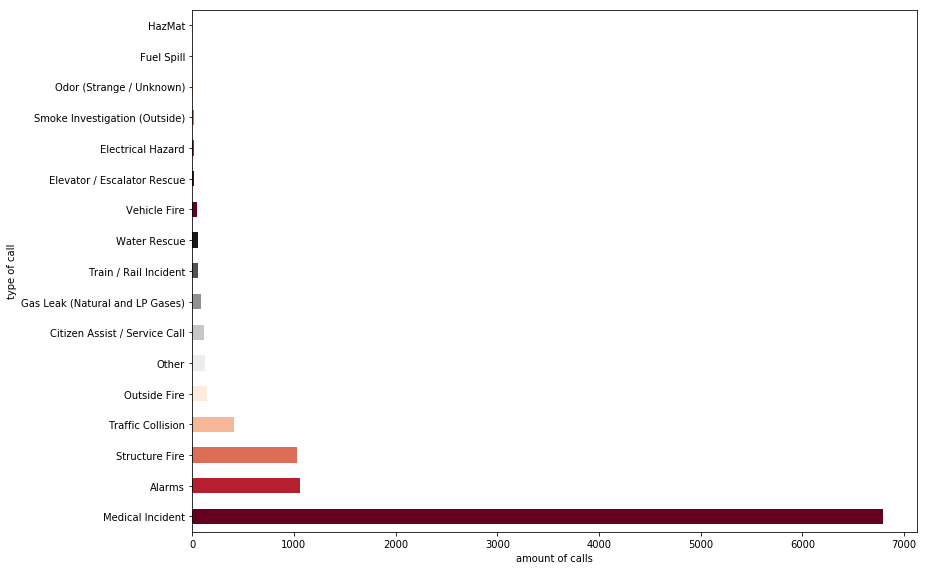 HazMat
Fuel Spill
Odor (Strange / Unknown)
Smoke Investigation (Outside)
Electrical Hazard
Elevator / Escalator Rescue
Vehicle Fire
Water Rescue
type of call
Train / Rail Incident
Gas Leak (Natural and LP Gases)
Citizen Assist / Service Call
Other
Outside Fire
Traffic Collision
Structure Fire
Alarms
Medical Incident
0 1000 2000 3000 4000 5000 6000 7000
amount of calls